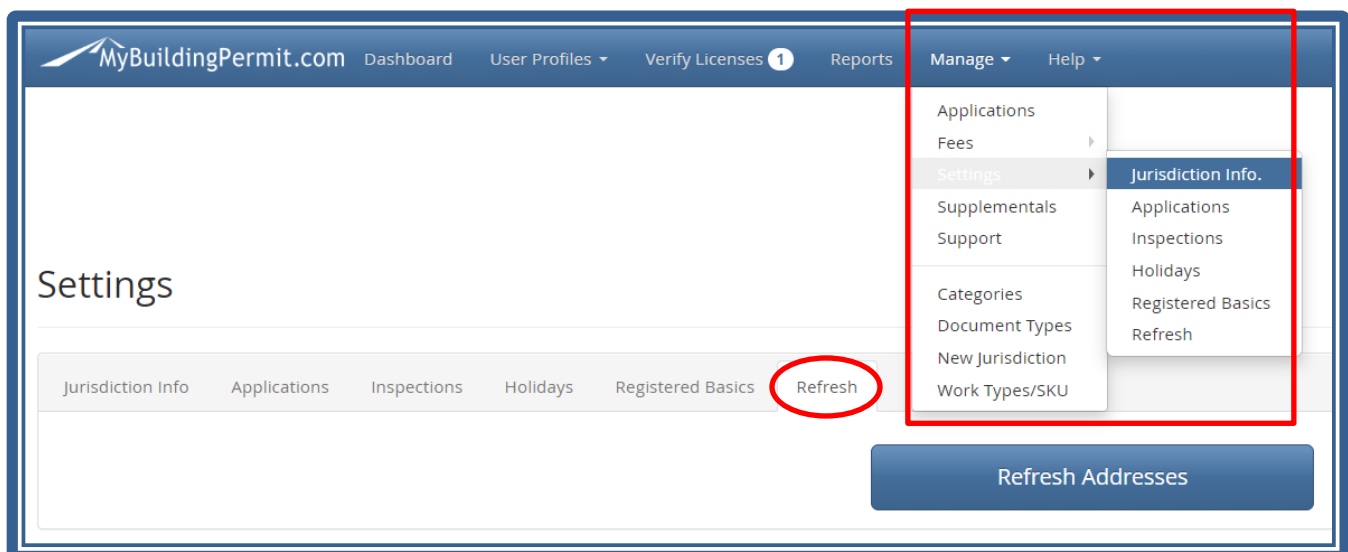 MyBuildingPermit.com Dashboard User Profiles Verify Licenses 1 Reports Manage Help
Applications
Fees
Settings
Supplementals
Support
Categories
Document Types
New Jurisdiction
Work Types/SKU
Jurisdiction Info.
Applications
Inspections
Holidays
Registered Basics
Refresh
Settings
Jurisdiction Info Applications Inspections Holidays Registered Basics Refresh
Refresh Addresses